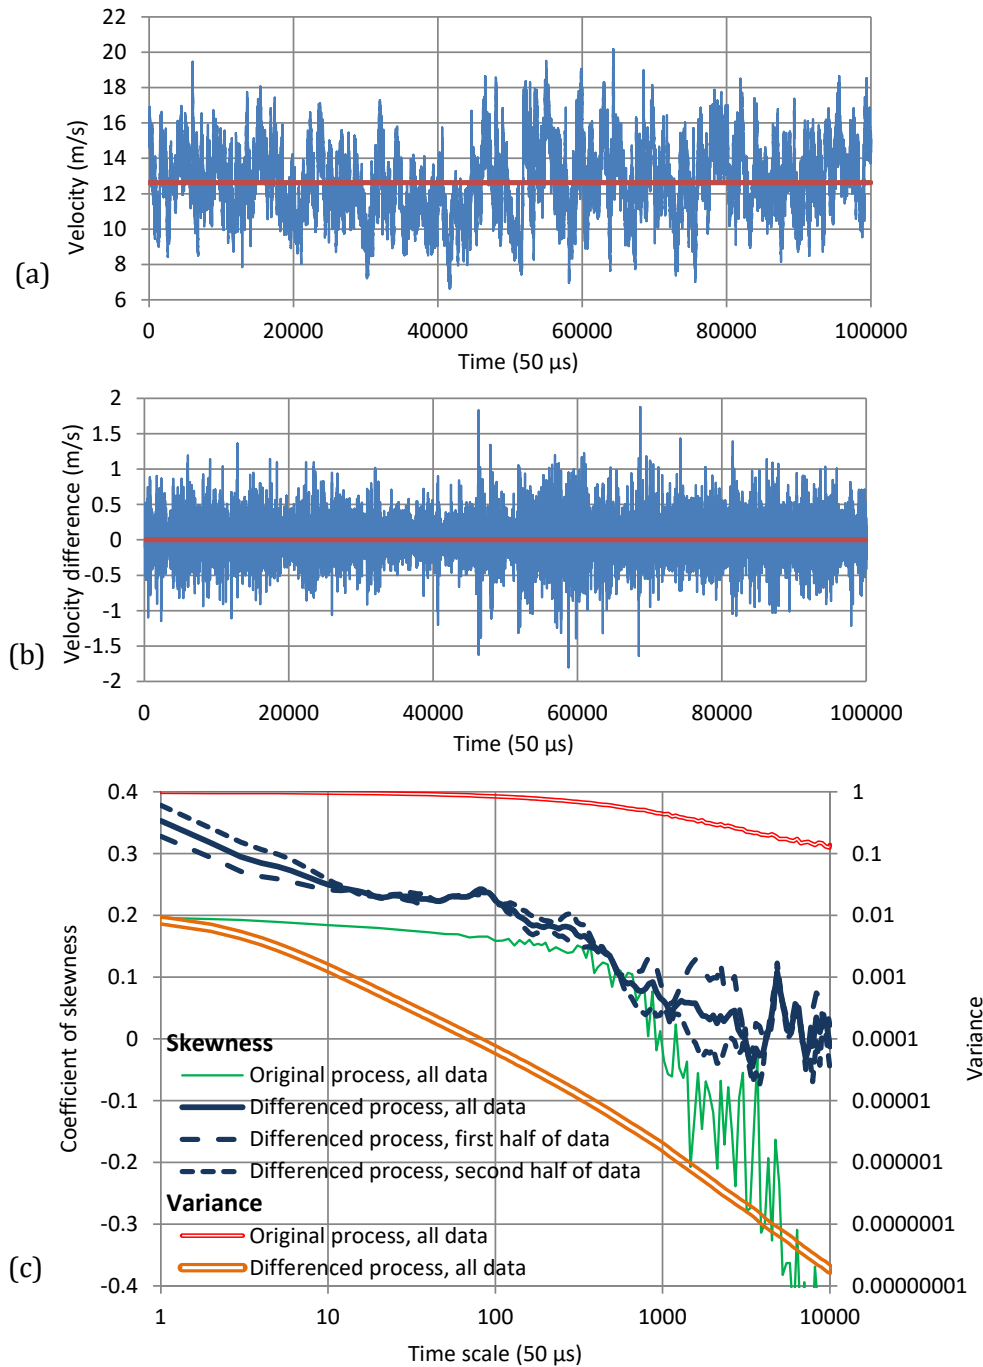 22
20
18
16
14
12
10
8
6
Velocity (m/s)
(a)
0 20000 40000 60000 80000 100000
Time (50 μs)
2
1.5
1
0.5
0
-0.5
-1
-1.5
-2
Velocity difference (m/s)
(b)
0 20000 40000 60000 80000 100000
Time (50 μs)
0.4 1
0.3 0.1
0.2 0.01
0.1 0.001
0 0.0001
-0.1 0.00001
-0.2 0.000001
-0.3 0.0000001
-0.4 0.00000001
Coefficient of skewness
Variance
Skewness
Original process, all data
Differenced process, all data
Differenced process, first half of data
Differenced process, second half of data
Variance
Original process, all data
Differenced process, all data
(c)
1 10 100 1000 10000
Time scale (50 μs)